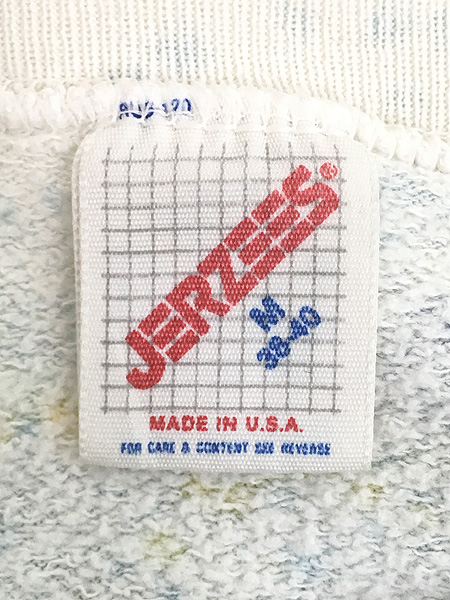 JERZEES®
M
38-40
MADE IN U.S.A.
FOR CARE & CONTENT SEE REVERSE